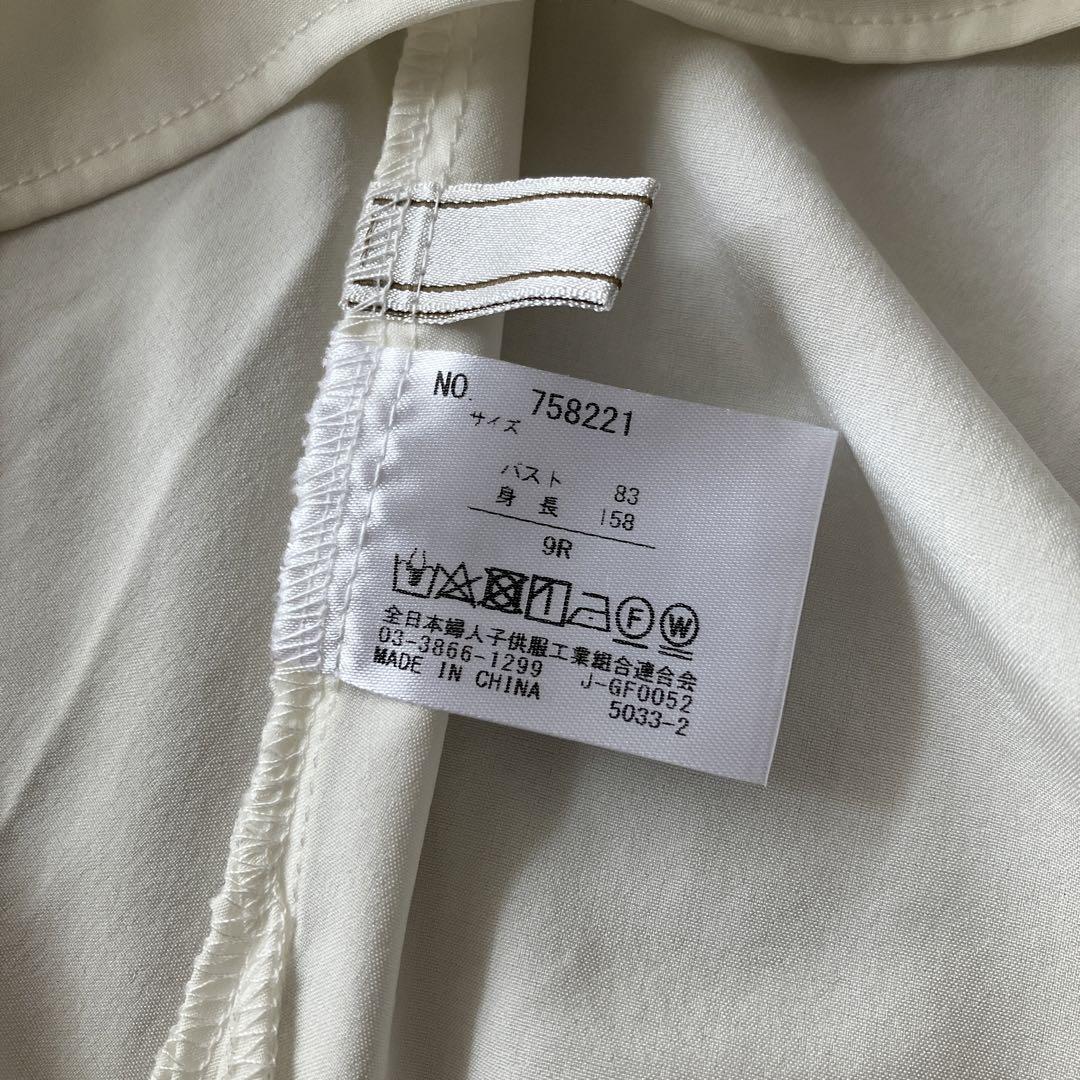 NO. 758221
サイズ
バスト 83
身長 158
9R
F W
全日本婦人子供服工業組合連合会
03-3866-1299 J-GF0052
MADE IN CHINA 5033-2